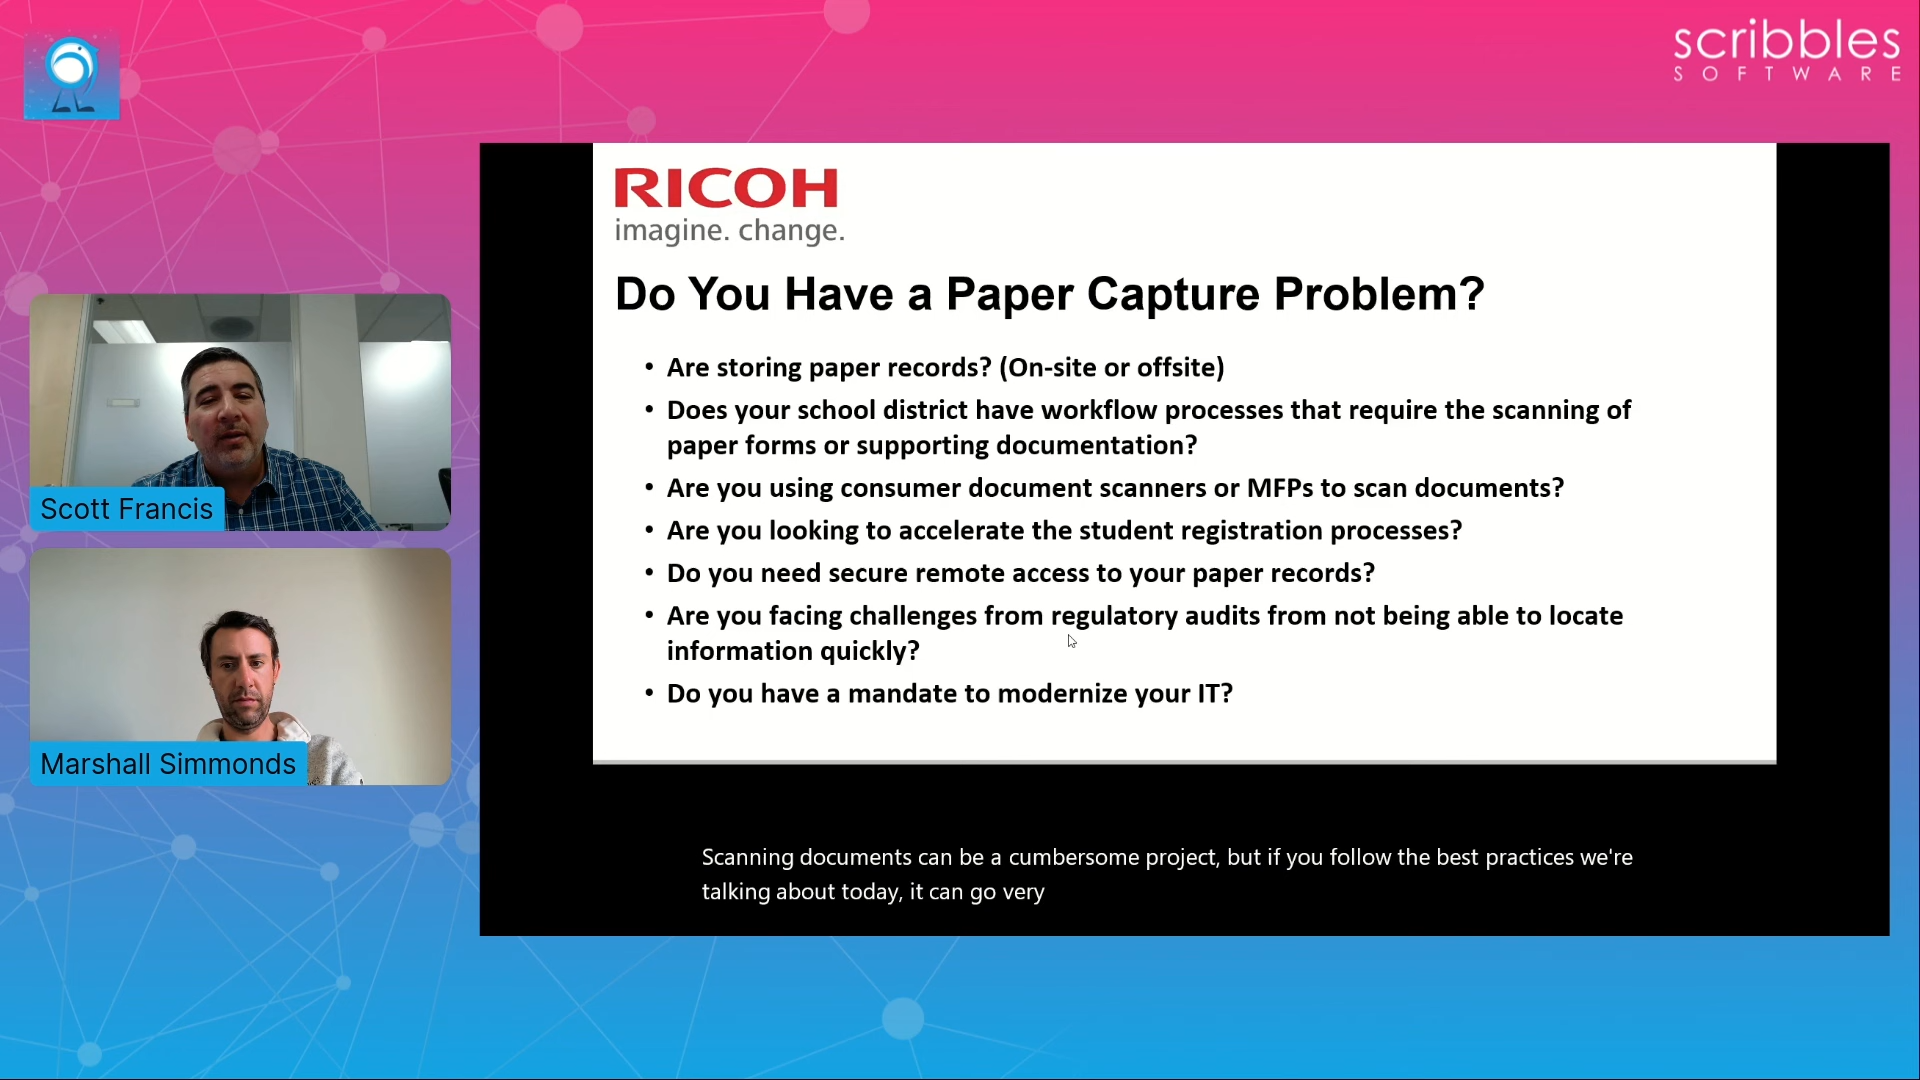 scribbles
SOFTWARE
RICOH
imagine. change.
Do You Have a Paper Capture Problem?
• Are storing paper records? (On-site or offsite)
• Does your school district have workflow processes that require the scanning of
paper forms or supporting documentation?
• Are you using consumer document scanners or MFPs to scan documents?
• Are you looking to accelerate the student registration processes?
• Do you need secure remote access to your paper records?
• Are you facing challenges from regulatory audits from not being able to locate
information quickly?
• Do you have a mandate to modernize your IT?
Scott Francis
Marshall Simmonds
Scanning documents can be a cumbersome project, but if you follow the best practices we're
talking about today, it can go very